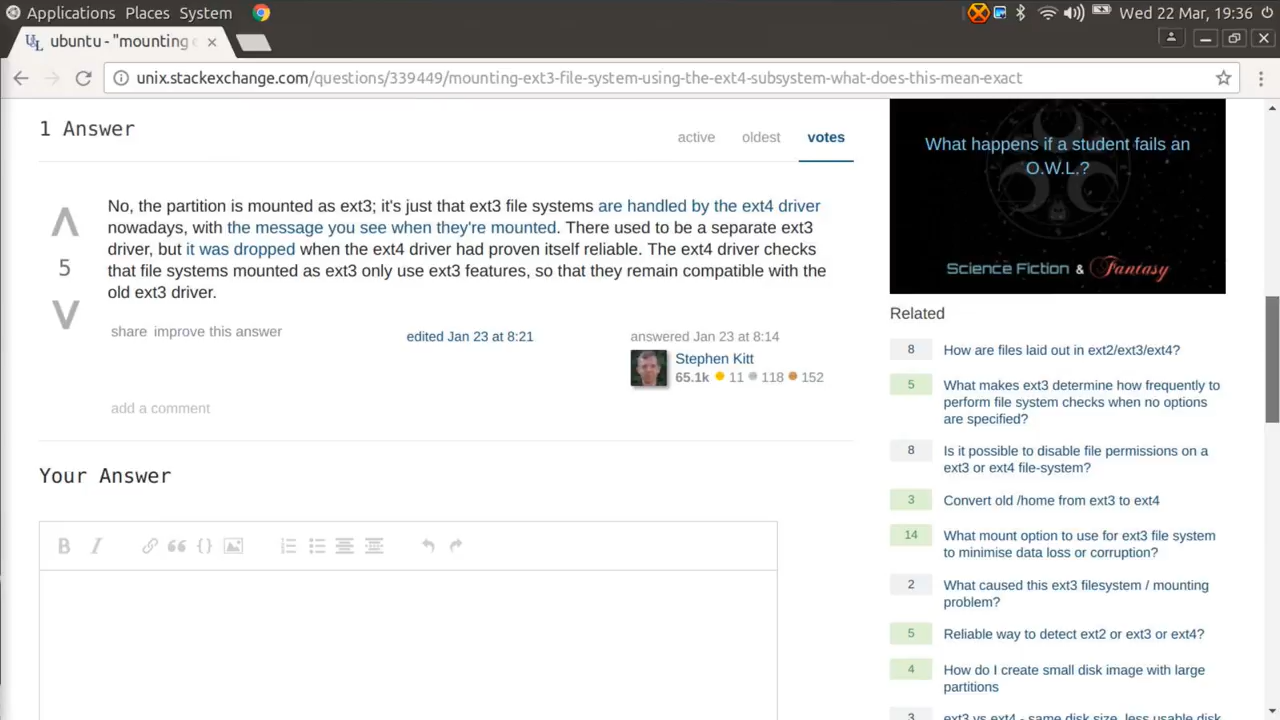 Applications Places System
Wed 22 Mar, 19:36
ubuntu - "mounting
unix.stackexchange.com/questions/339449/mounting-ext3-file-system-using-the-ext4-subsystem-what-does-this-mean-exact
1 Answer
active oldest votes
No, the partition is mounted as ext3; it's just that ext3 file systems are handled by the ext4 driver
nowadays, with the message you see when they're mounted. There used to be a separate ext3
driver, but it was dropped when the ext4 driver had proven itself reliable. The ext4 driver checks
that file systems mounted as ext3 only use ext3 features, so that they remain compatible with the
old ext3 driver.
5
share improve this answer
edited Jan 23 at 8:21
answered Jan 23 at 8:14
Stephen Kitt
65.1k 11 118 152
add a comment
Your Answer
B I
What happens if a student fails an
O.W.L.?
Science Fiction & Fantasy
Related
8 How are files laid out in ext2/ext3/ext4?
5 What makes ext3 determine how frequently to
perform file system checks when no options
are specified?
8 Is it possible to disable file permissions on a
ext3 or ext4 file-system?
3 Convert old /home from ext3 to ext4
14 What mount option to use for ext3 file system
to minimise data loss or corruption?
2 What caused this ext3 filesystem / mounting
problem?
5 Reliable way to detect ext2 or ext3 or ext4?
4 How do I create small disk image with large
partitions
3 ext3 vs ext4 - same disk size, less usable disk